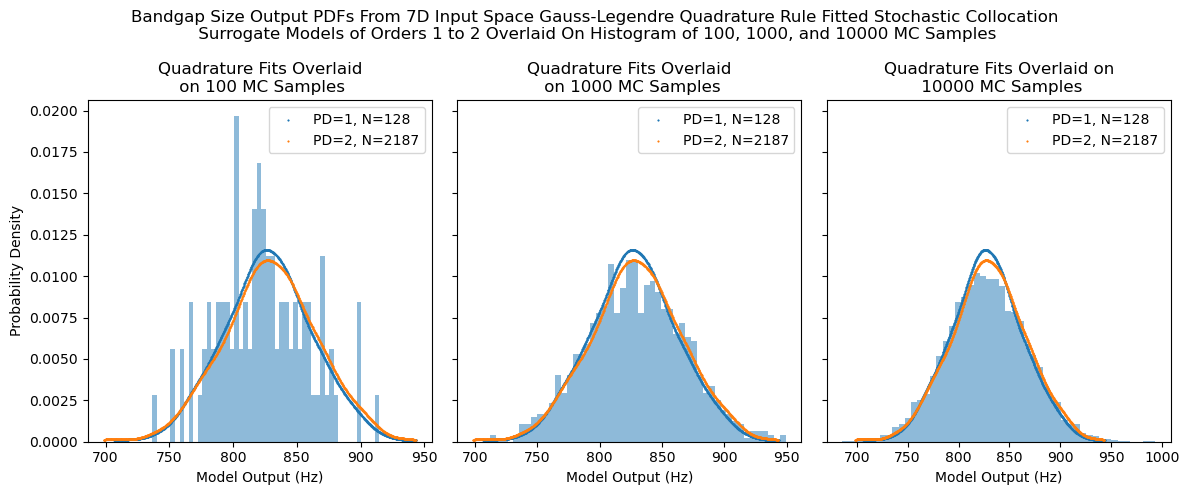 Bandgap Size Output PDFs From 7D Input Space Gauss-Legendre Quadrature Rule Fitted Stochastic Collocation
Surrogate Models of Orders 1 to 2 Overlaid On Histogram of 100, 1000, and 10000 MC Samples
Quadrature Fits Overlaid
on 100 MC Samples
PD=1, N=128
PD=2, N=2187
0.0200
0.0175
0.0150
0.0125
0.0100
0.0075
0.0050
0.0025
0.0000
Probability Density
700 750 800 850 900 950
Model Output (Hz)
Quadrature Fits Overlaid
on 1000 MC Samples
PD=1, N=128
PD=2, N=2187
700 750 800 850 900 950
Model Output (Hz)
Quadrature Fits Overlaid on
10000 MC Samples
PD=1, N=128
PD=2, N=2187
700 750 800 850 900 950 1000
Model Output (Hz)